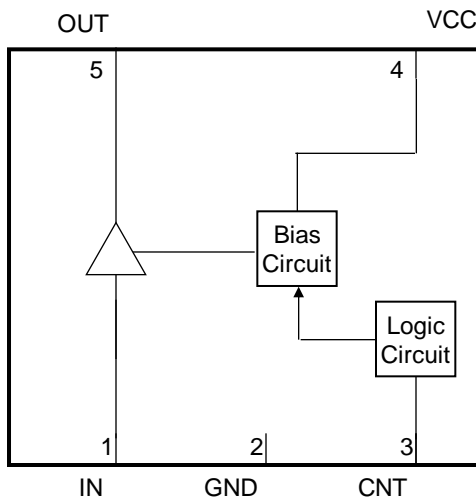 OUT VCC
5 4
Bias
Circuit
Logic
Circuit
1 2 3
IN GND CNT